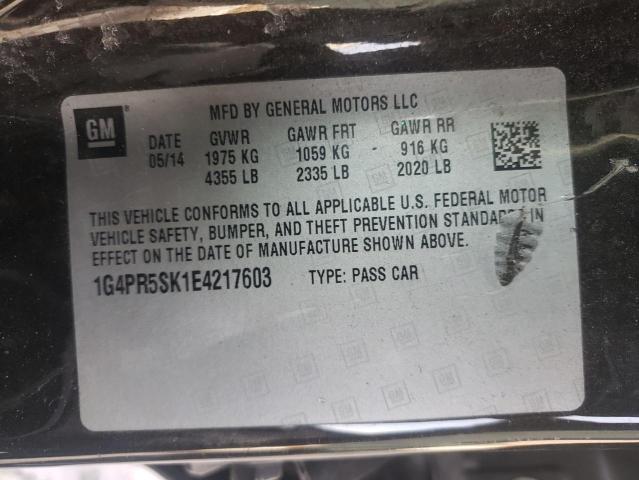 GM
MFD BY GENERAL MOTORS LLC
DATE GVWR GAWR FRT GAWR RR
05/14 1975 KG 1059 KG - 916 KG
4355 LB 2335 LB 2020 LB
THIS VEHICLE CONFORMS TO ALL APPLICABLE U.S. FEDERAL MOTOR
VEHICLE SAFETY, BUMPER, AND THEFT PREVENTION STANDARDS IN
EFFECT ON THE DATE OF MANUFACTURE SHOWN ABOVE.
1G4PR5SK1E4217603 TYPE: PASS CAR